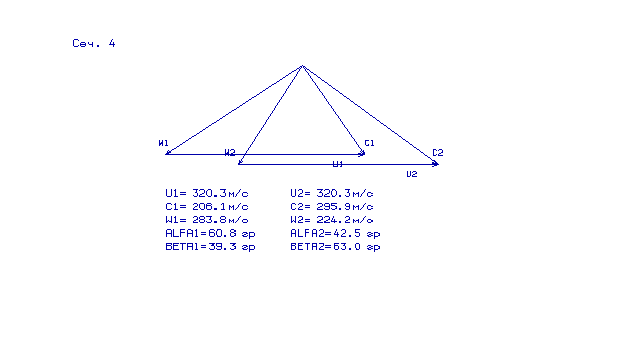 Сеч. 4
W1
C1
W2
C2
U1
U2
U1= 320.3м/с U2= 320.3м/с
C1= 206.1м/с C2= 295.9м/с
W1= 283.8м/с W2= 224.2м/с
ALFA1=60.8 гр ALFA2=42.5 гр
BETA1=39.3 гр BETA2=63.0 гр